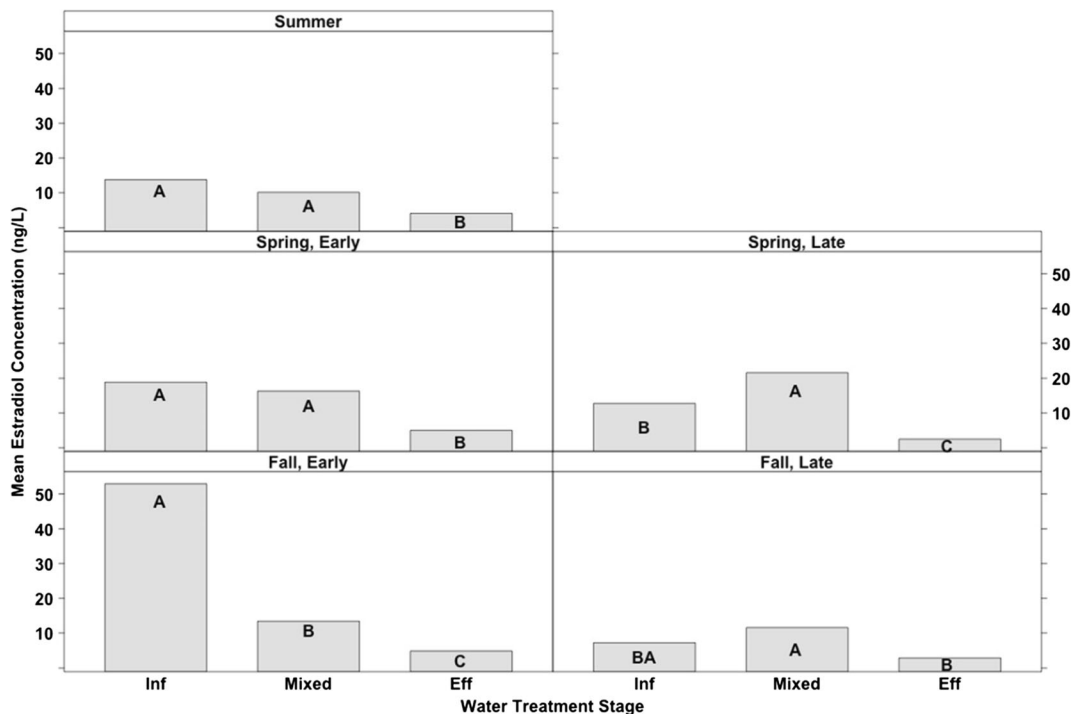 Summer
50
40
30
20
10
A
A
B
Mean Estradiol Concentration (ng/L)
Spring, Early
A
A
B
Spring, Late
50
40
30
20
10
B
A
C
Fall, Early
50
40
30
20
10
A
B
C
Fall, Late
BA
A
B
Inf Mixed Eff Inf Mixed Eff
Water Treatment Stage